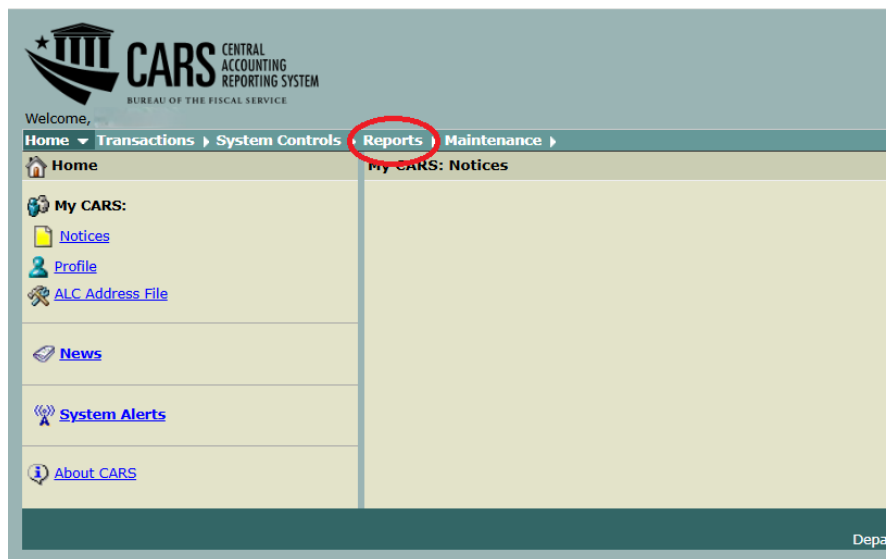 CARS CENTRAL
ACCOUNTING
REPORTING SYSTEM
BUREAU OF THE FISCAL SERVICE
Welcome,
Home Transactions System Controls Reports Maintenance
Home
My CARS: Notices
My CARS:
Notices
Profile
ALC Address File
News
System Alerts
About CARS
Depa